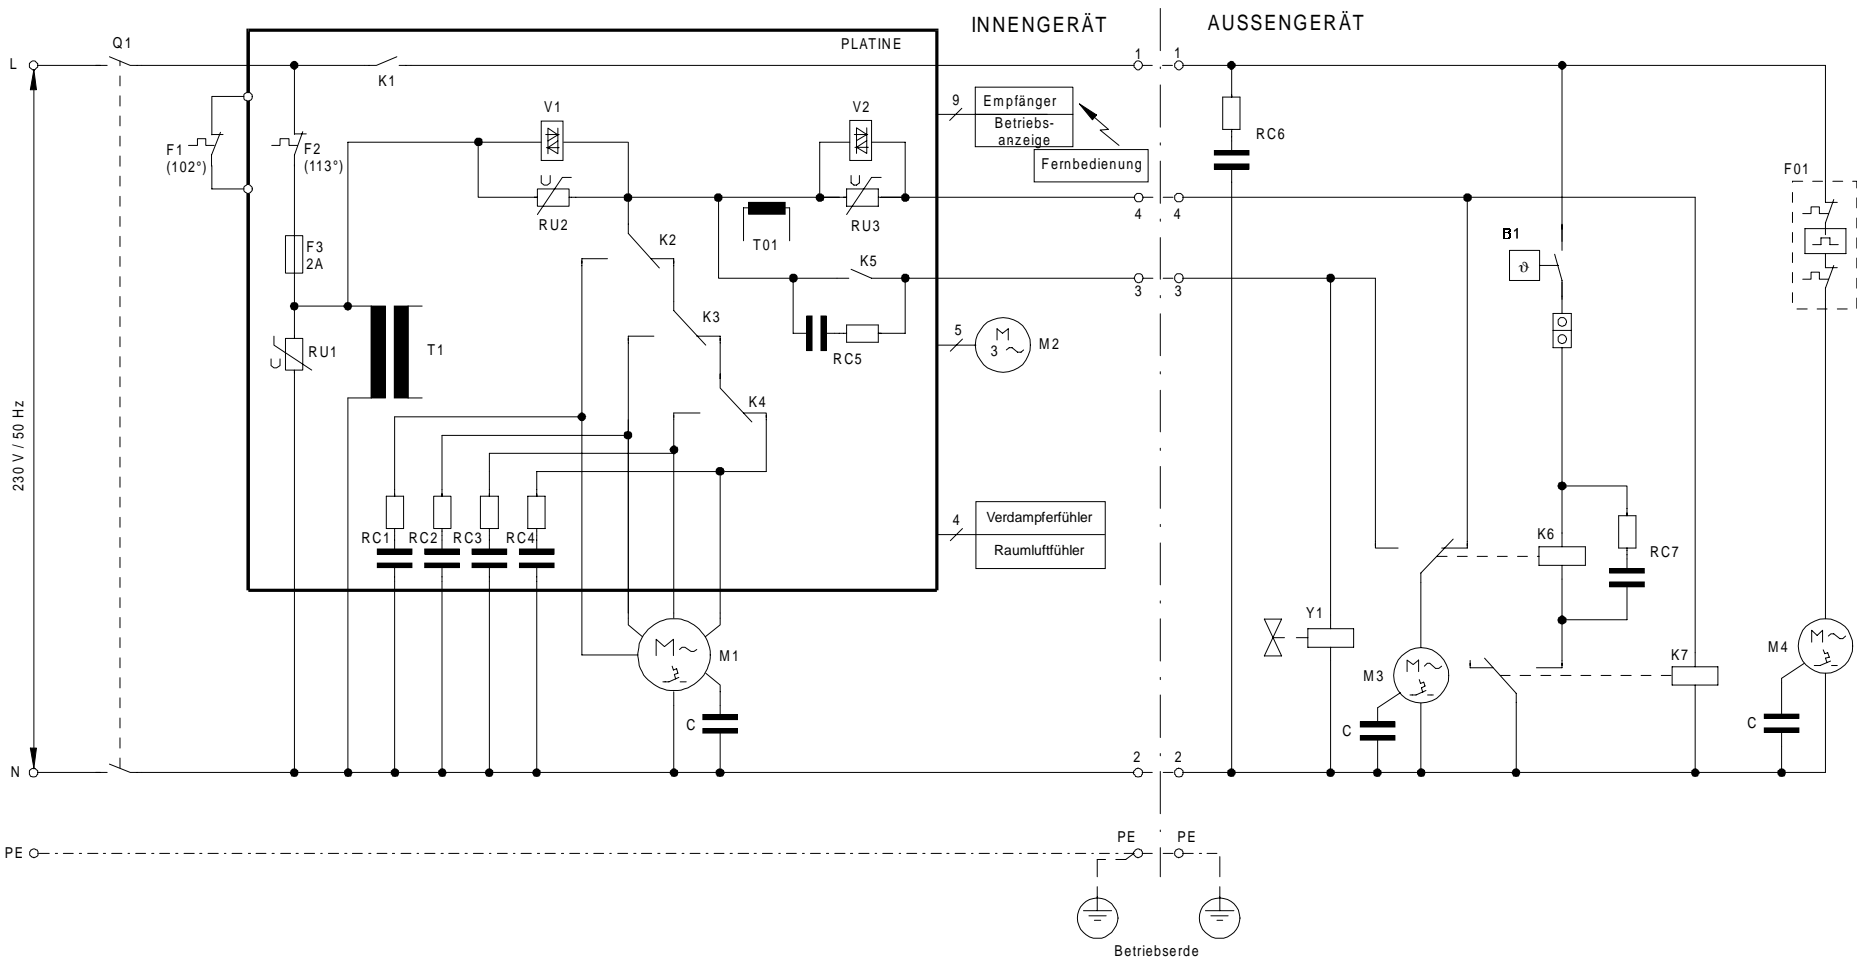 INNENGERÄT
AUSSENGERÄT
Q1
PLATINE
L
K1
1
1
V1
V2
9
Empfänger
Betriebs-
anzeige
Fernbedienung
RC6
F1
(102°)
F2
(113°)
U
U
F01
RU2
RU3
4
4
K2
T01
B1
F3
2A
K5
ϑ
3
3
K3
RU1
U
T1
RC5
5
M
3 ~
M2
K4
230 V / 50 Hz
RC1
RC2
RC3
RC4
4
Verdampferfühler
Raumluftfühler
K6
RC7
Y1
M ~
M1
M ~
M3
K7
M ~
M4
C
C
C
N
2
2
PE
PE
PE
Betriebserde